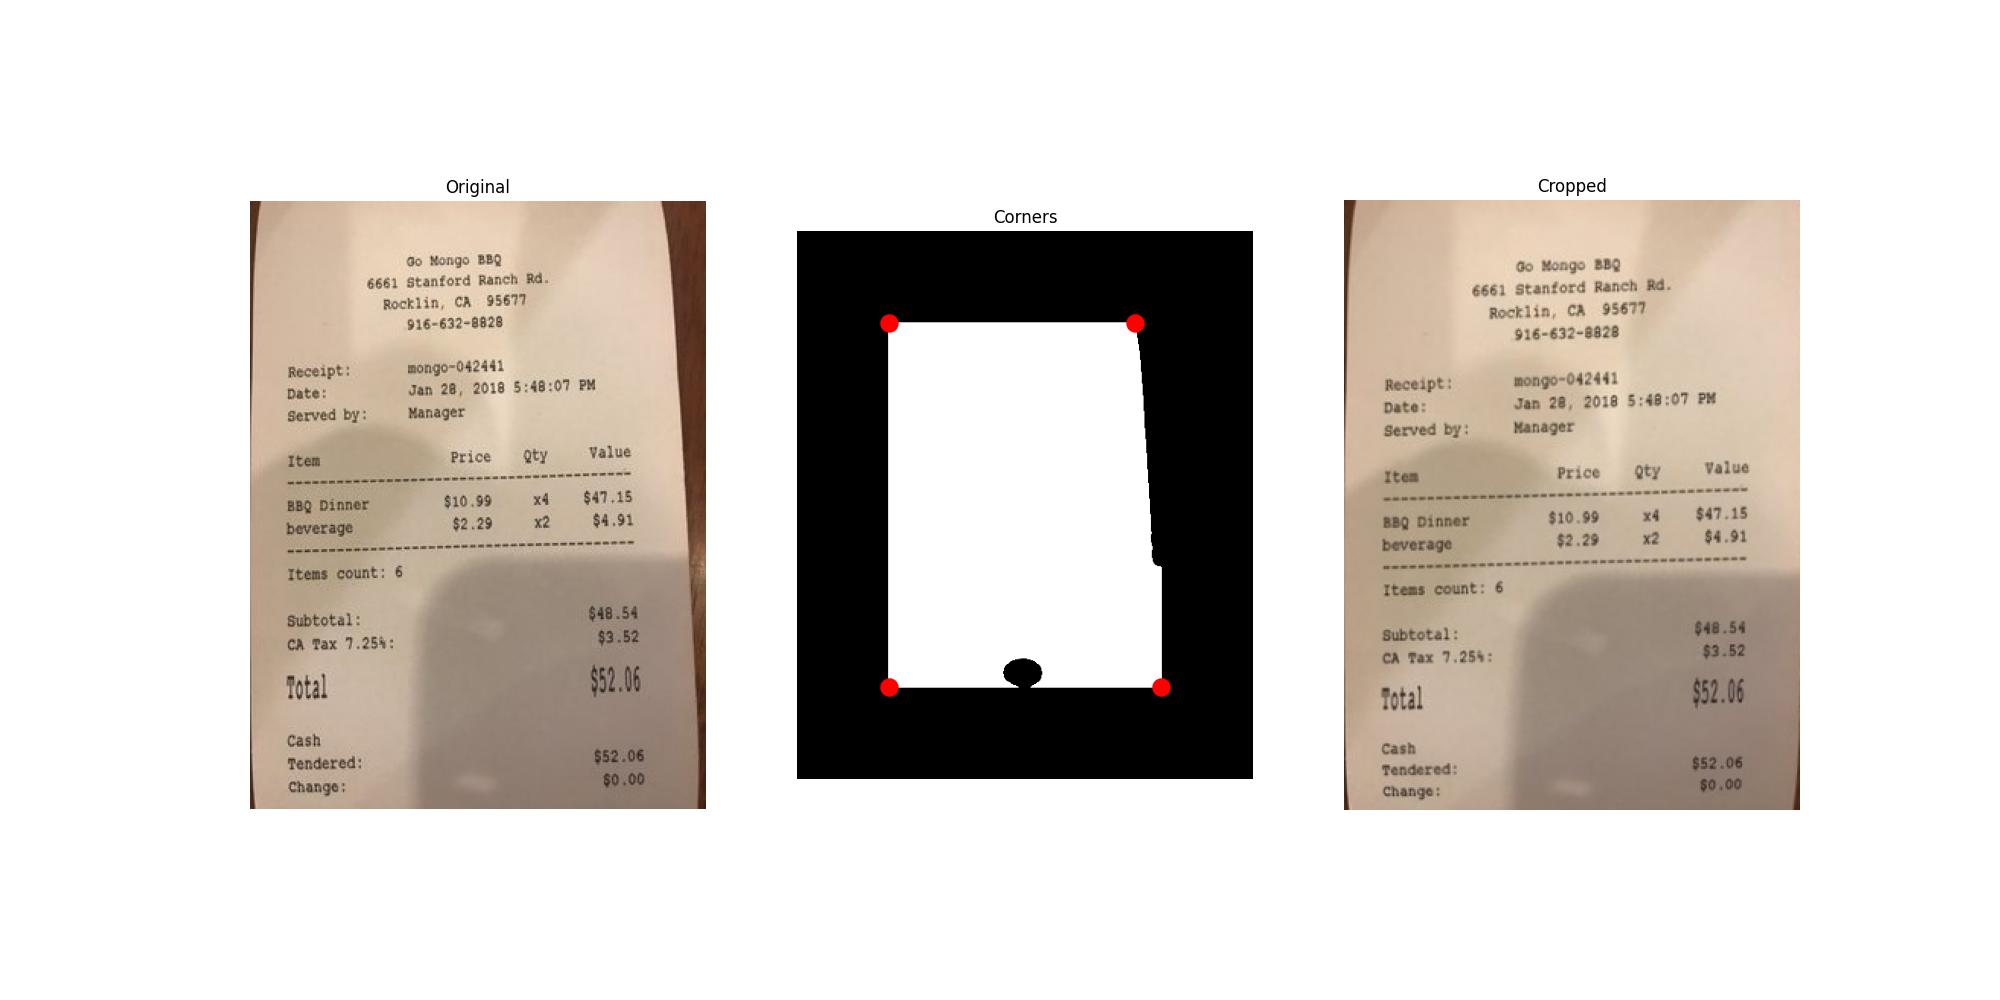 Original
Go Mongo BBQ
6661 Stanford Ranch Rd.
Rocklin, CA 95677
916-632-8828
Receipt: mongo-042441
Date: Jan 28, 2018 5:48:07 PM
Served by: Manager
Item Price Qty Value
--------------------------------------------
BBQ Dinner $10.99 x4 $47.15
beverage $2.29 x2 $4.91
--------------------------------------------
Items count: 6
Subtotal: $48.54
CA Tax 7.25%: $3.52
Total $52.06
Cash
Tendered: $52.06
Change: $0.00
Corners
Cropped
Go Mongo BBQ
6661 Stanford Ranch Rd.
Rocklin, CA 95677
916-632-8828
Receipt: mongo-042441
Date: Jan 28, 2018 5:48:07 PM
Served by: Manager
Item Price Qty Value
--------------------------------------------
BBQ Dinner $10.99 x4 $47.15
beverage $2.29 x2 $4.91
--------------------------------------------
Items count: 6
Subtotal: $48.54
CA Tax 7.25%: $3.52
Total $52.06
Cash
Tendered: $52.06
Change: $0.00